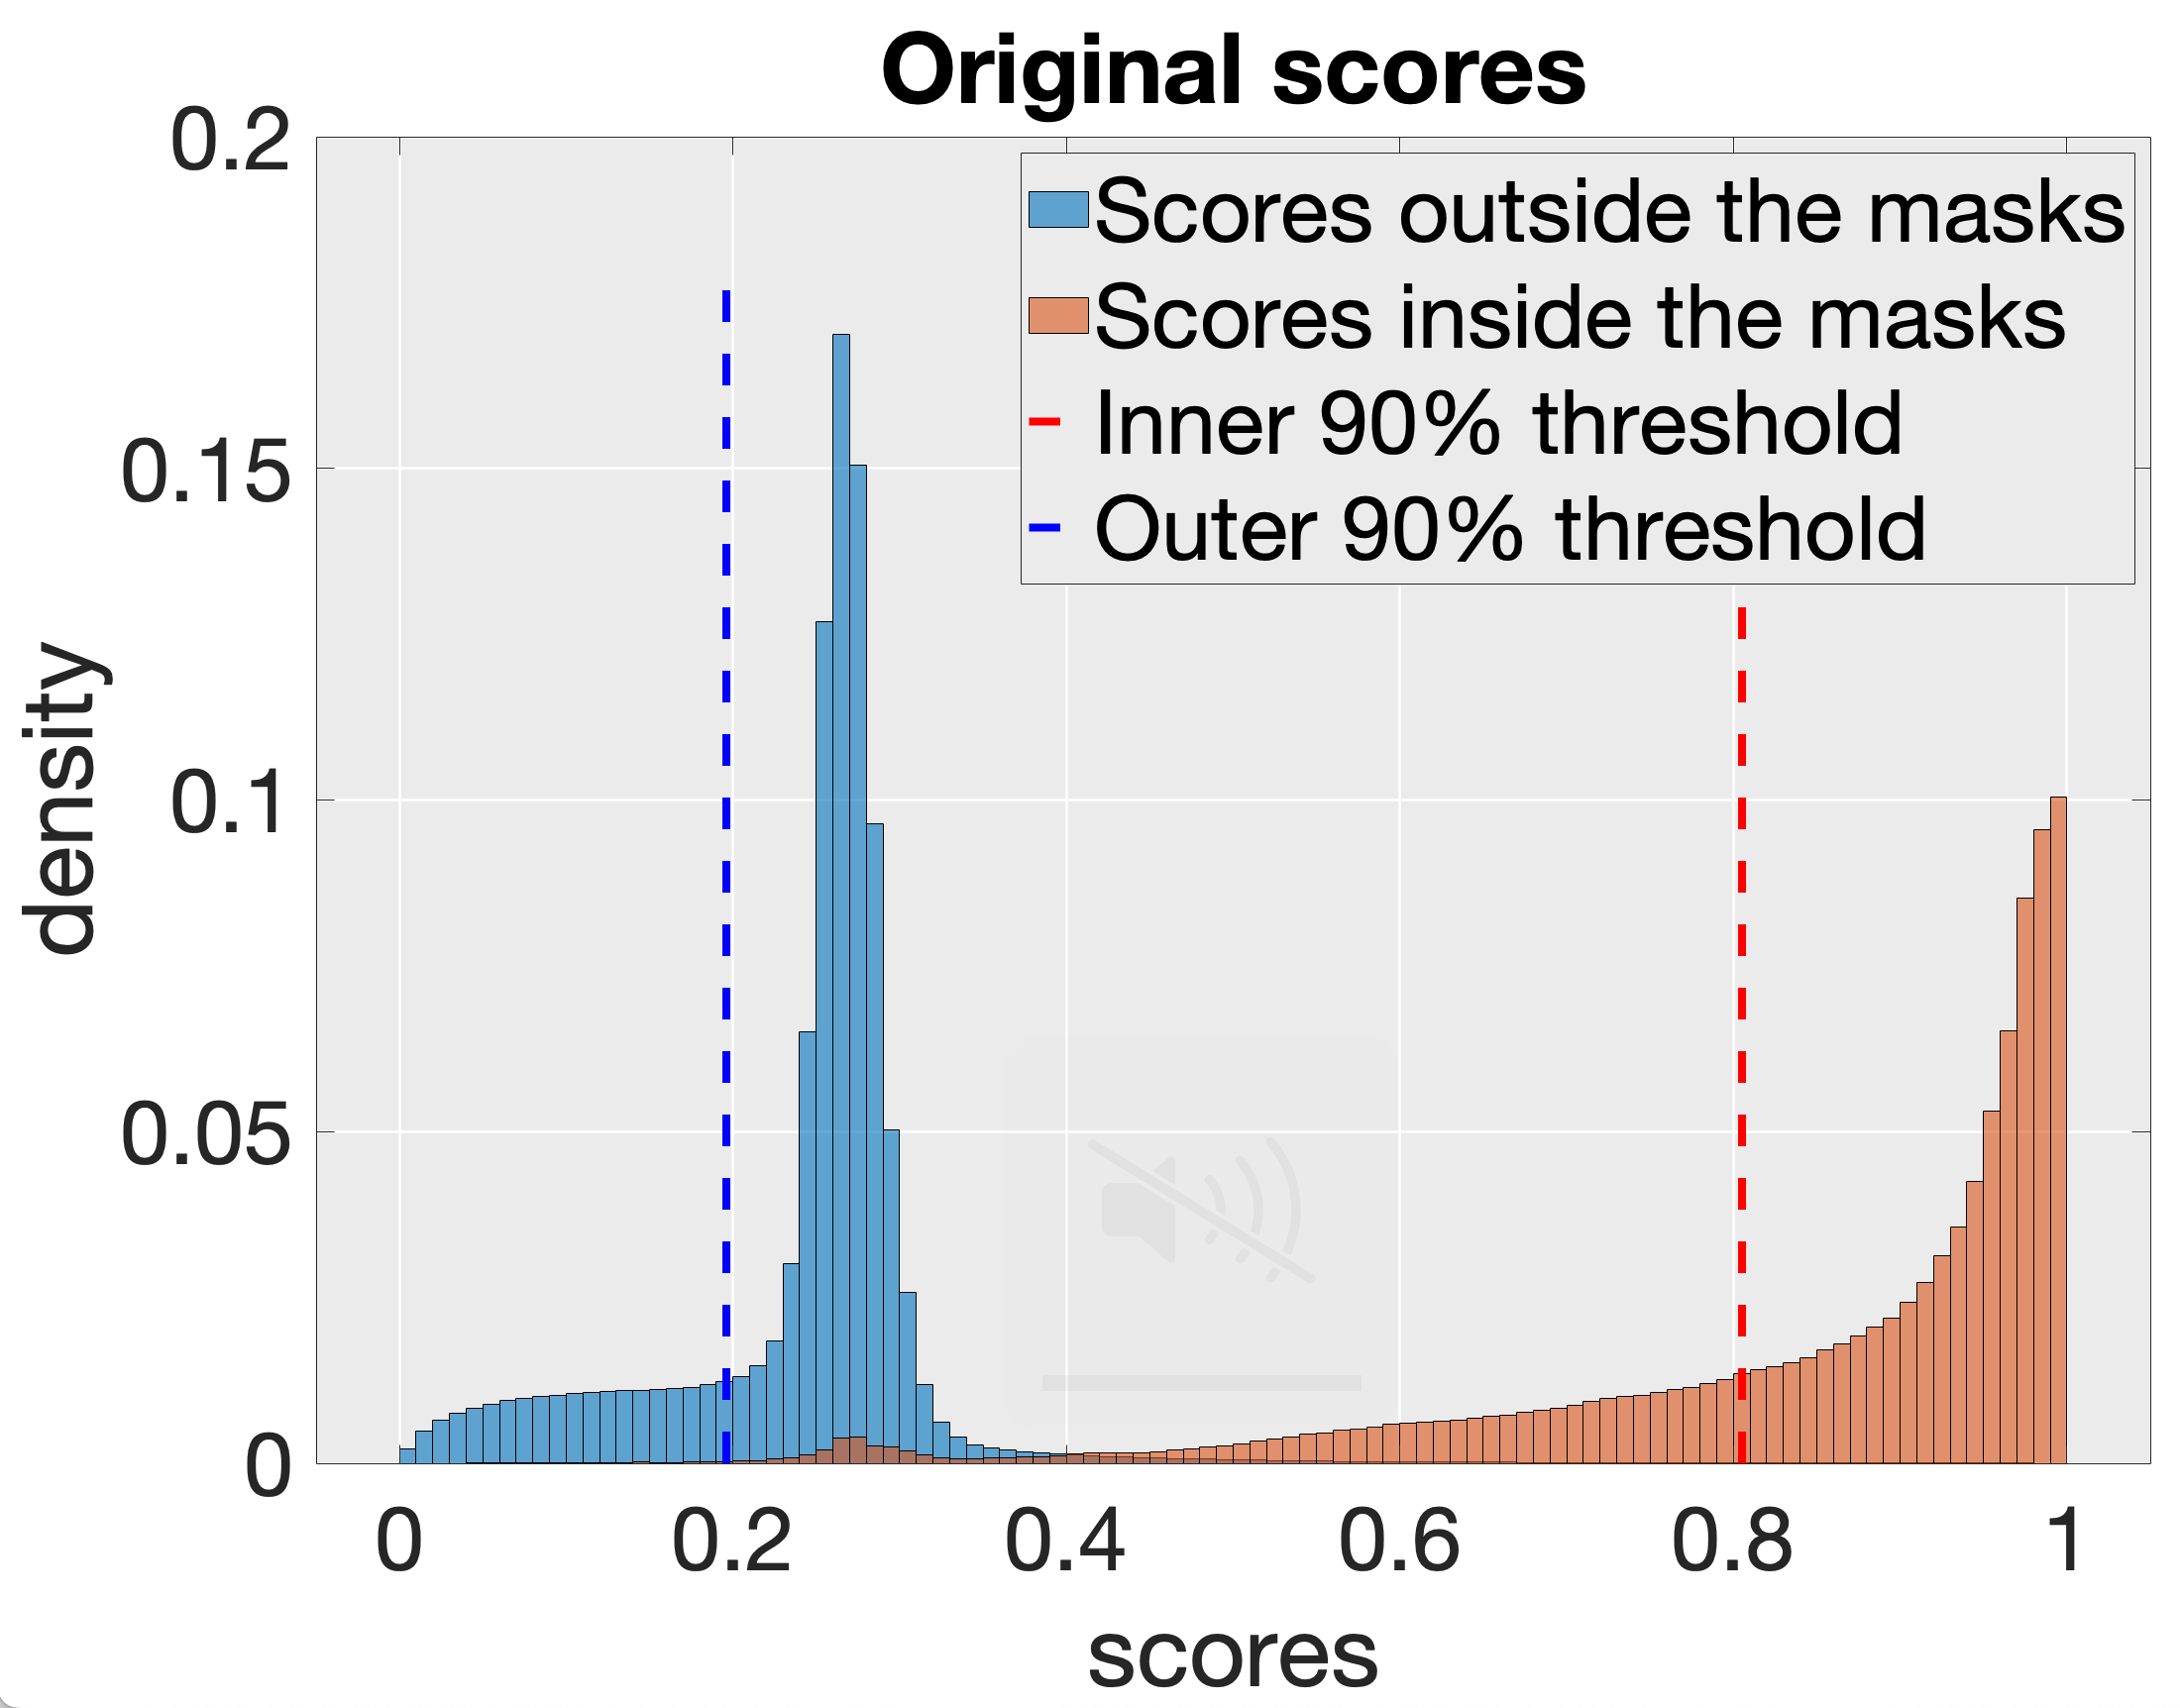 Original scores
0.2
0.15
0.1
0.05
0
density
Scores outside the masks
Scores inside the masks
Inner 90% threshold
Outer 90% threshold
0 0.2 0.4 0.6 0.8 1
scores